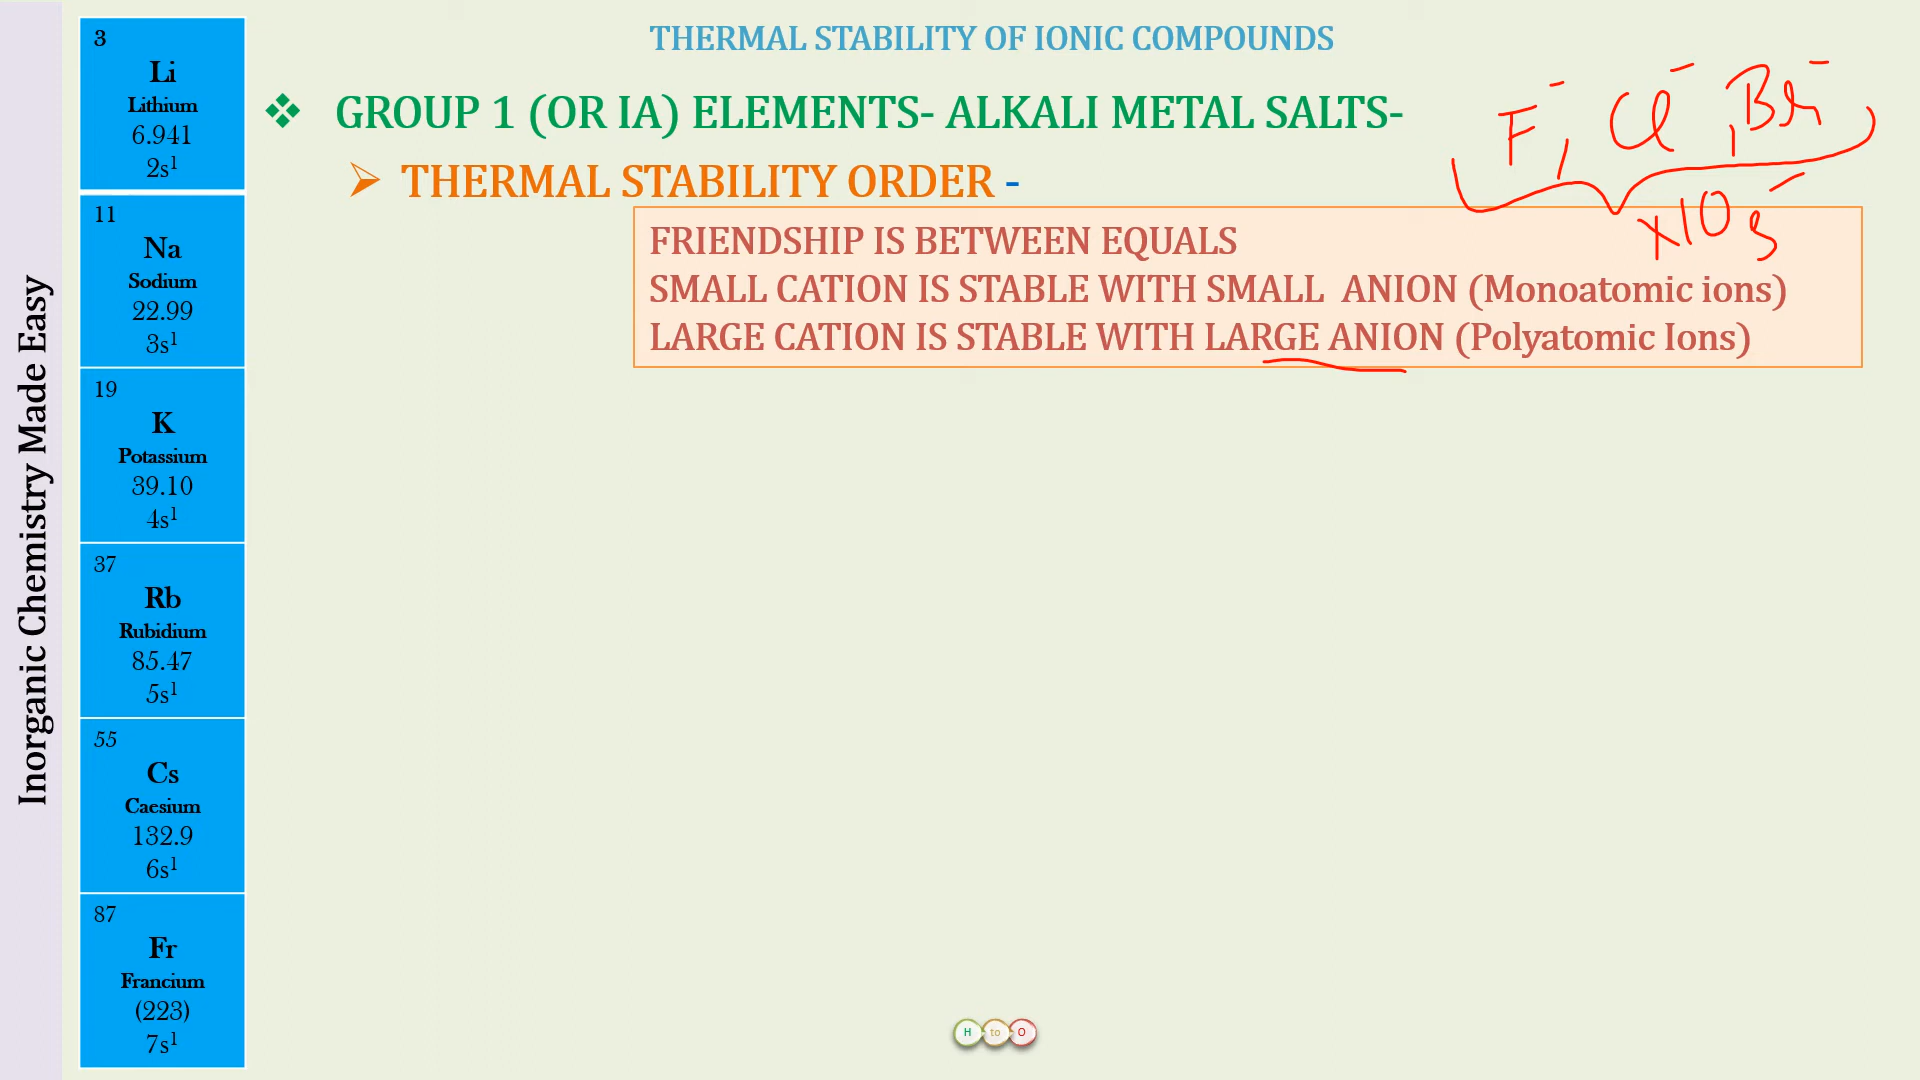 THERMAL STABILITY OF IONIC COMPOUNDS
❖ GROUP 1 (OR IA) ELEMENTS- ALKALI METAL SALTS-
➢ THERMAL STABILITY ORDER -
F⁻, Cl⁻, Br⁻
FRIENDSHIP IS BETWEEN EQUALS
SMALL CATION IS STABLE WITH SMALL ANION (Monoatomic ions)
LARGE CATION IS STABLE WITH LARGE ANION (Polyatomic Ions)
Inorganic Chemistry Made Easy
3
Li
Lithium
6.941
2s¹
11
Na
Sodium
22.99
3s¹
19
K
Potassium
39.10
4s¹
37
Rb
Rubidium
85.47
5s¹
55
Cs
Caesium
132.9
6s¹
87
Fr
Francium
(223)
7s¹
H to O